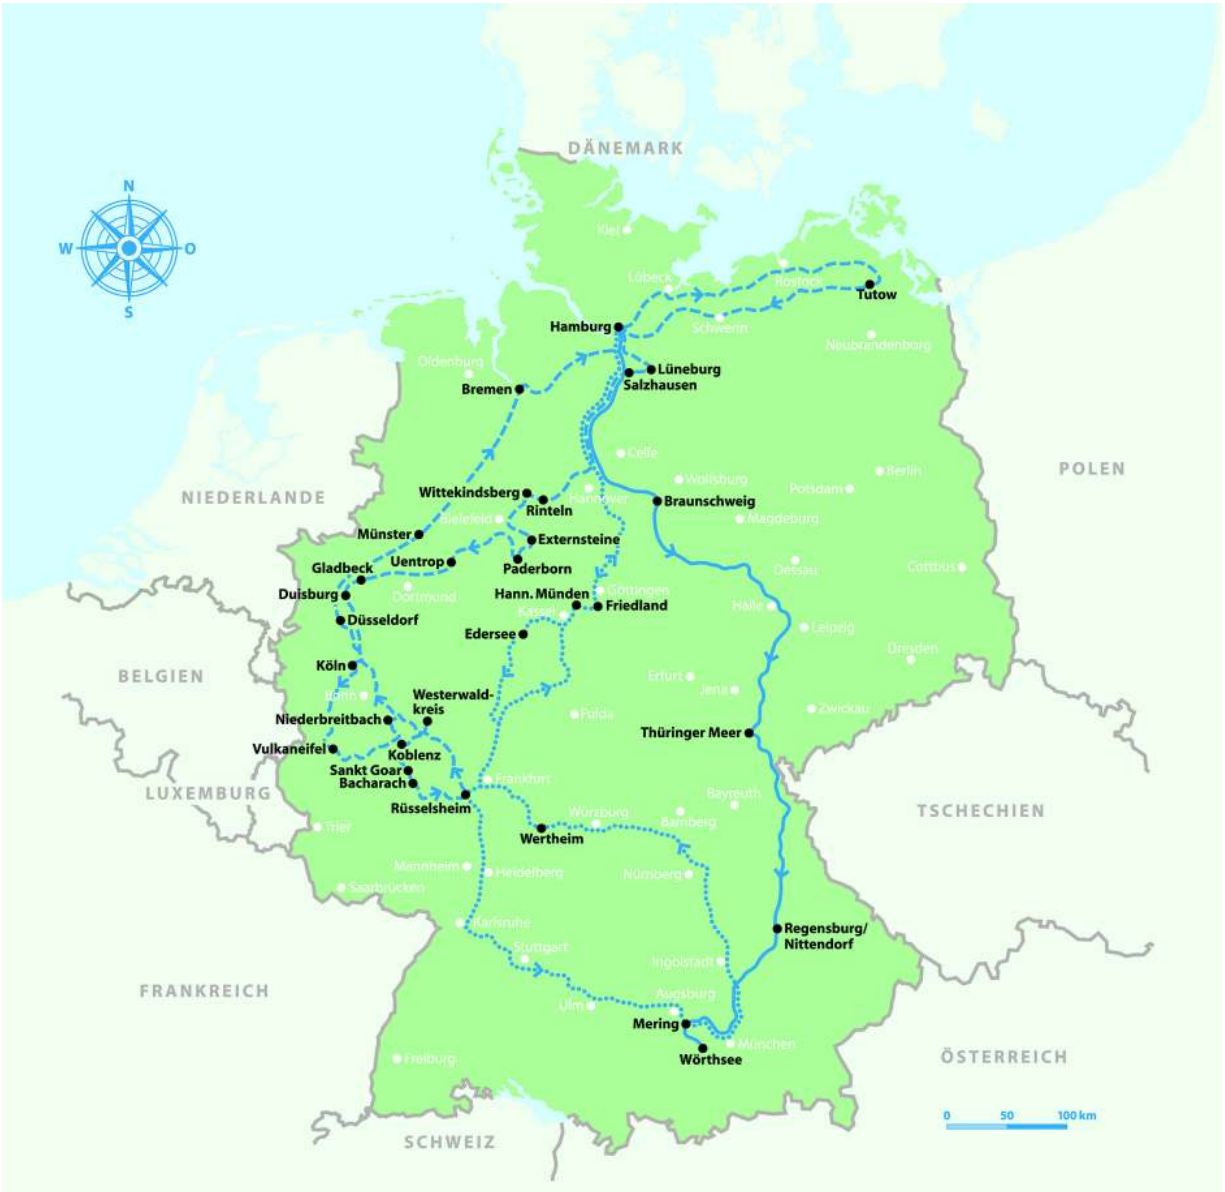 DÄNEMARK
N
W
O
S
Kiel
Lübeck
Rostock
Tutow
Hamburg
Schwerin
Neubrandenborg
Oldenburg
Bremen
Lüneburg
Salzhausen
Celle
Berlin
POLEN
NIEDERLANDE
Wolfsburg
Potsdam
Wittekindsberg
Hannover
Rinteln
Braunschweig
Bielefeld
Magdeburg
Münster
Externsteine
Uentrop
Paderborn
Gladbeck
Dessau
Cottbus
Duisburg
Dortmund
Hann. Münden
Göttingen
Friedland
Halle
Kassel
Düsseldorf
Edersee
Leipzig
Dresden
Köln
BELGIEN
Erfurt
Jena
Bonn
Westerwald-
kreis
Niederbreitbach
Fulda
Zwickau
Thüringer Meer
Vulkaneifel
Koblenz
Sankt Goar
Bacharach
Frankfurt
LUXEMBURG
Rüsselsheim
Bayreuth
TSCHECHIEN
Trier
Würzburg
Bamberg
Wertheim
Mannheim
Heidelberg
Nürnberg
Saarbrücken
Karlsruhe
Regensburg/
Nittendorf
Stuttgart
Ingolstadt
FRANKREICH
Augsburg
Ulm
Mering
München
Wörthsee
Freiburg
ÖSTERREICH
0 50 100 km
SCHWEIZ